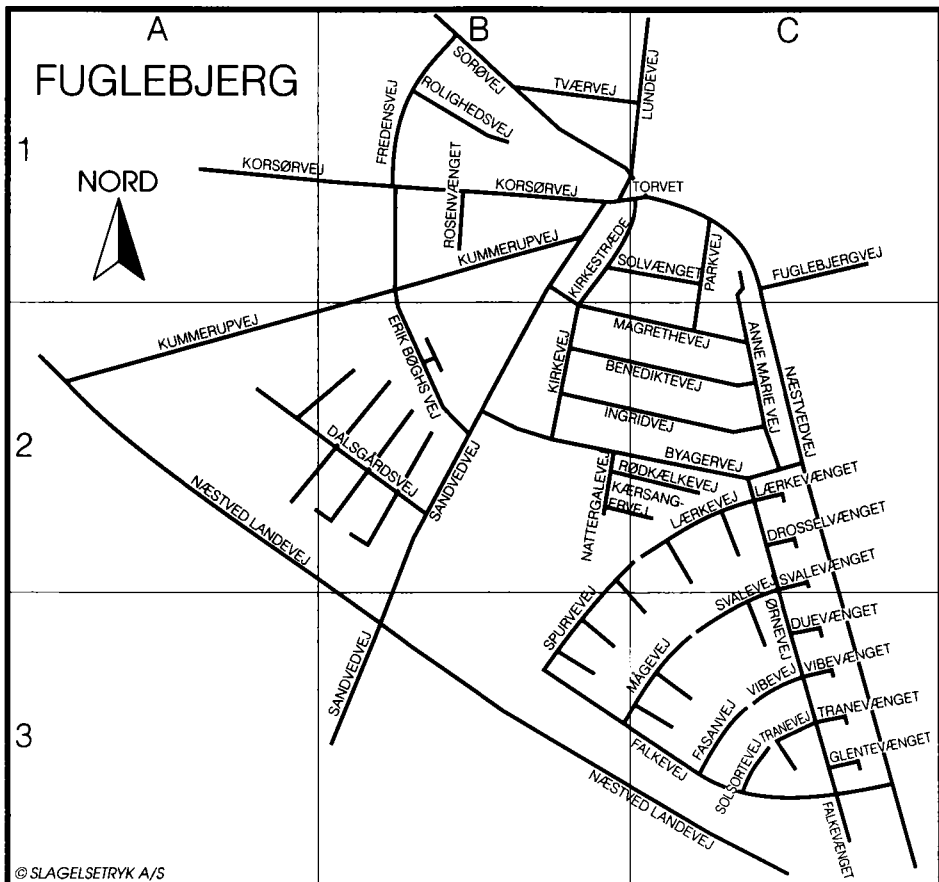 A
B
C
FUGLEBJERG
1
NORD
2
3
SORØVEJ
ROLIGHEDSVEJ
FREDENSVEJ
TVÆRVEJ
LUNDEVEJ
KORSØRVEJ
KORSØRVEJ
TORVET
ROSENVÆNGET
KUMMERUPVEJ
KIRKESTRÆDE
SOLVÆNGET
PARKVEJ
FUGLEBJERGVEJ
KUMMERUPVEJ
ERIK BØGHS VEJ
MAGRETHEVEJ
ANNE MARIE VEJ
NÆSTVEDVEJ
KIRKEVEJ
BENEDIKTEVEJ
INGRIDVEJ
BYAGERVEJ
DALSGÅRDSVEJ
SANDVEDVEJ
NÆSTVED LANDEVEJ
NATTERGALEVEJ
RØDKÆLKEVEJ
KÆRSANG-
ERVEJ
LÆRKEVEJ
LÆRKEVÆNGET
DROSSELVÆNGET
SVALEVEJ
SVALEVÆNGET
SPURVEVEJ
ØRNEVEJ
DUEVÆNGET
MÅGEVEJ
VIBEVEJ
VIBEVÆNGET
SANDVEDVEJ
FASANVEJ
TRANEVEJ
TRANEVÆNGET
FALKEVEJ
SOLSORTEVEJ
GLENTEVÆNGET
NÆSTVED LANDEVEJ
FALKEVÆNGET
© SLAGELSETRYK A/S